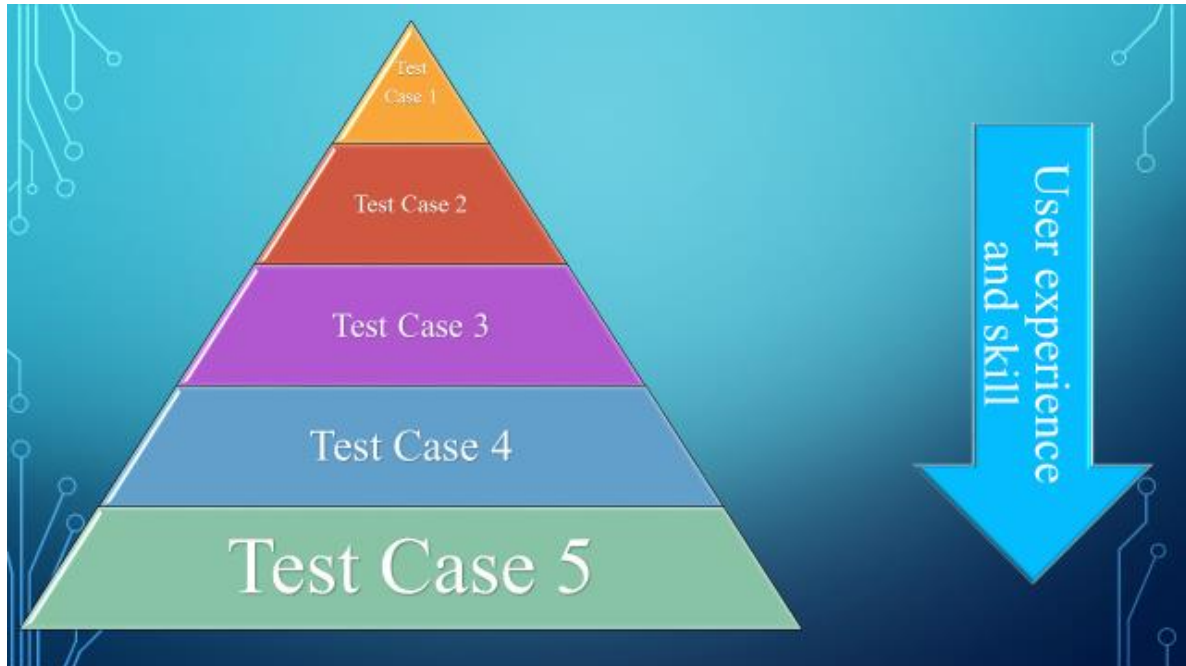 Test
Case 1
Test Case 2
Test Case 3
Test Case 4
Test Case 5
User experience
and skill